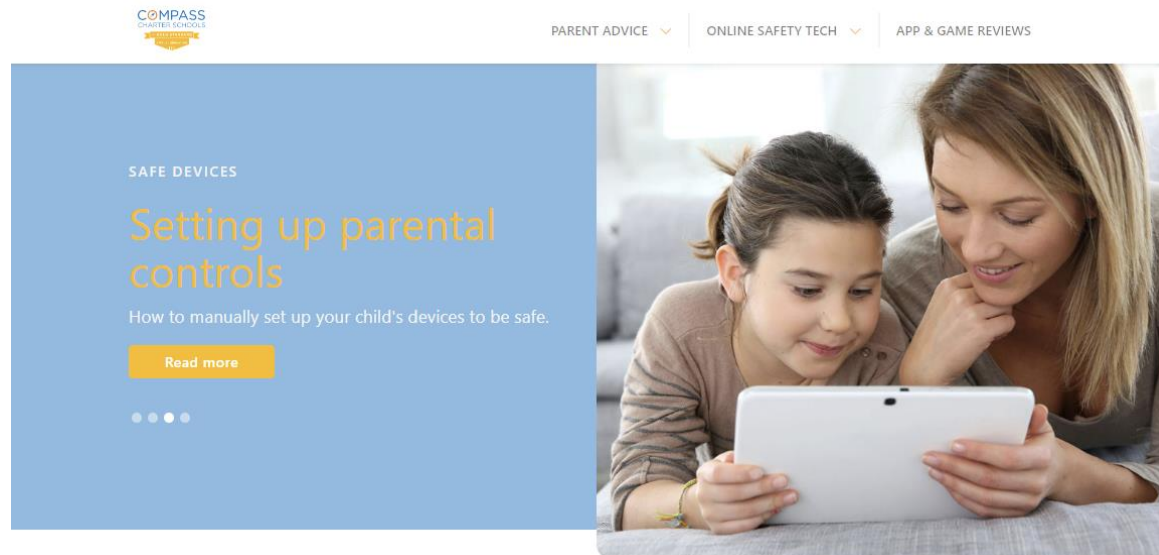 COMPASS
CHARTER SCHOOLS
PARENT ADVICE
ONLINE SAFETY TECH
APP & GAME REVIEWS
SAFE DEVICES
Setting up parental
controls
How to manually set up your child's devices to be safe.
Read more